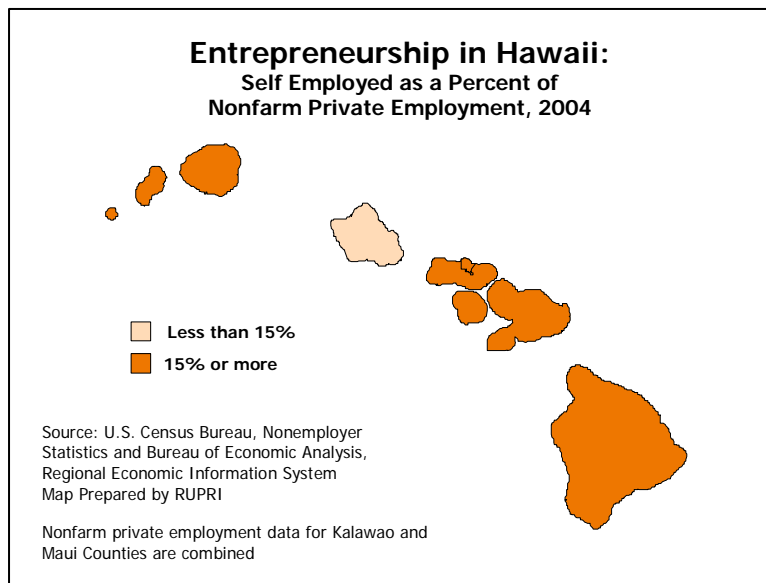 Entrepreneurship in Hawaii:
Self Employed as a Percent of
Nonfarm Private Employment, 2004
Less than 15%
15% or more
Source: U.S. Census Bureau, Nonemployer
Statistics and Bureau of Economic Analysis,
Regional Economic Information System
Map Prepared by RUPRI
Nonfarm private employment data for Kalawao and
Maui Counties are combined